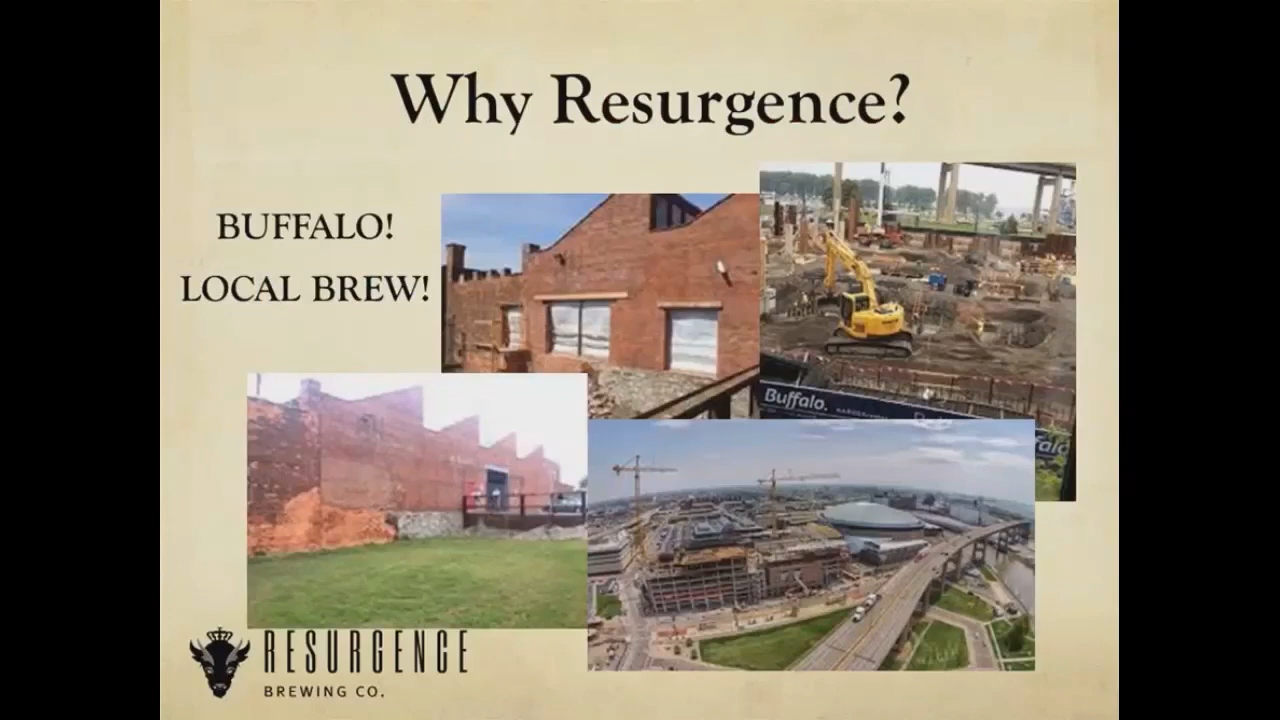 Why Resurgence?
BUFFALO!
LOCAL BREW!
Buffalo.
RESURGENCE
BREWING CO.